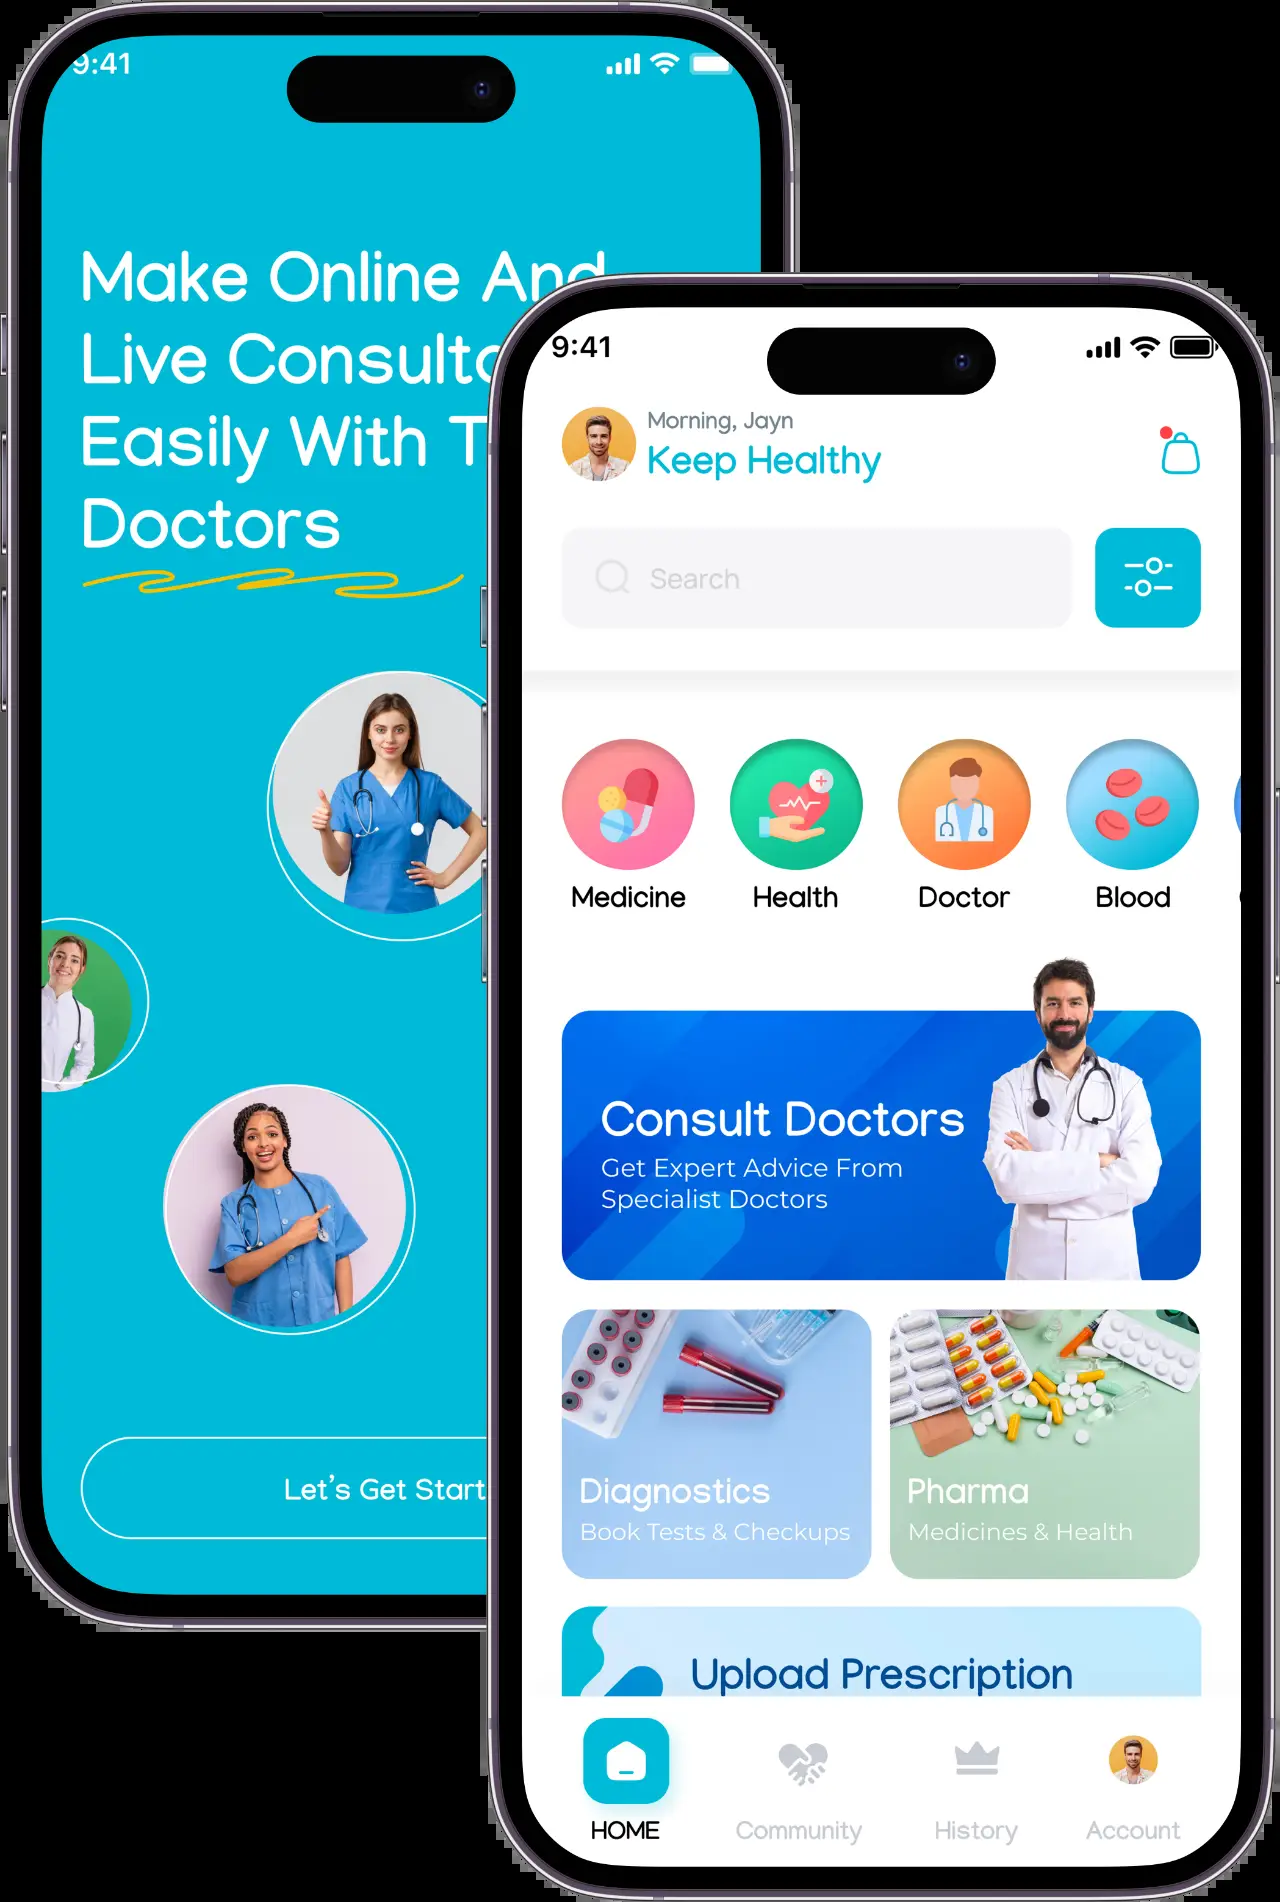 9:41
Make Online And
Live Consulta
Easily With T
Doctors
Let's Get Start
9:41
Morning, Jayn
Keep Healthy
Search
Medicine
Health
Doctor
Blood
Consult Doctors
Get Expert Advice From
Specialist Doctors
Diagnostics
Book Tests & Checkups
Pharma
Medicines & Health
Upload Prescription
HOME
Community
History
Account